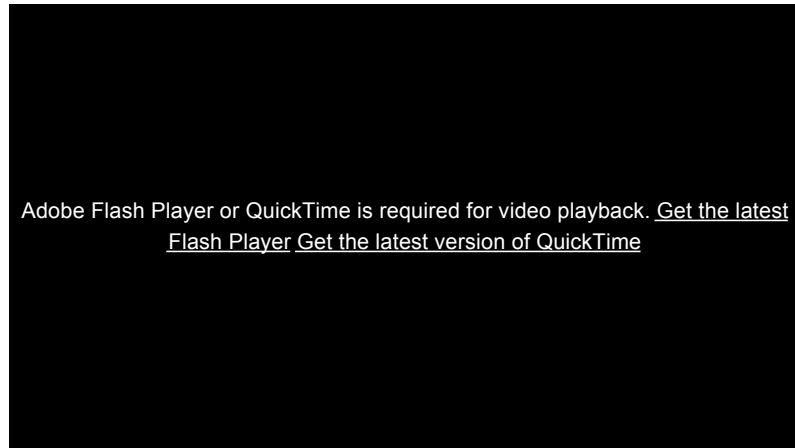 Adobe Flash Player or QuickTime is required for video playback. Get the latest
Flash Player Get the latest version of QuickTime